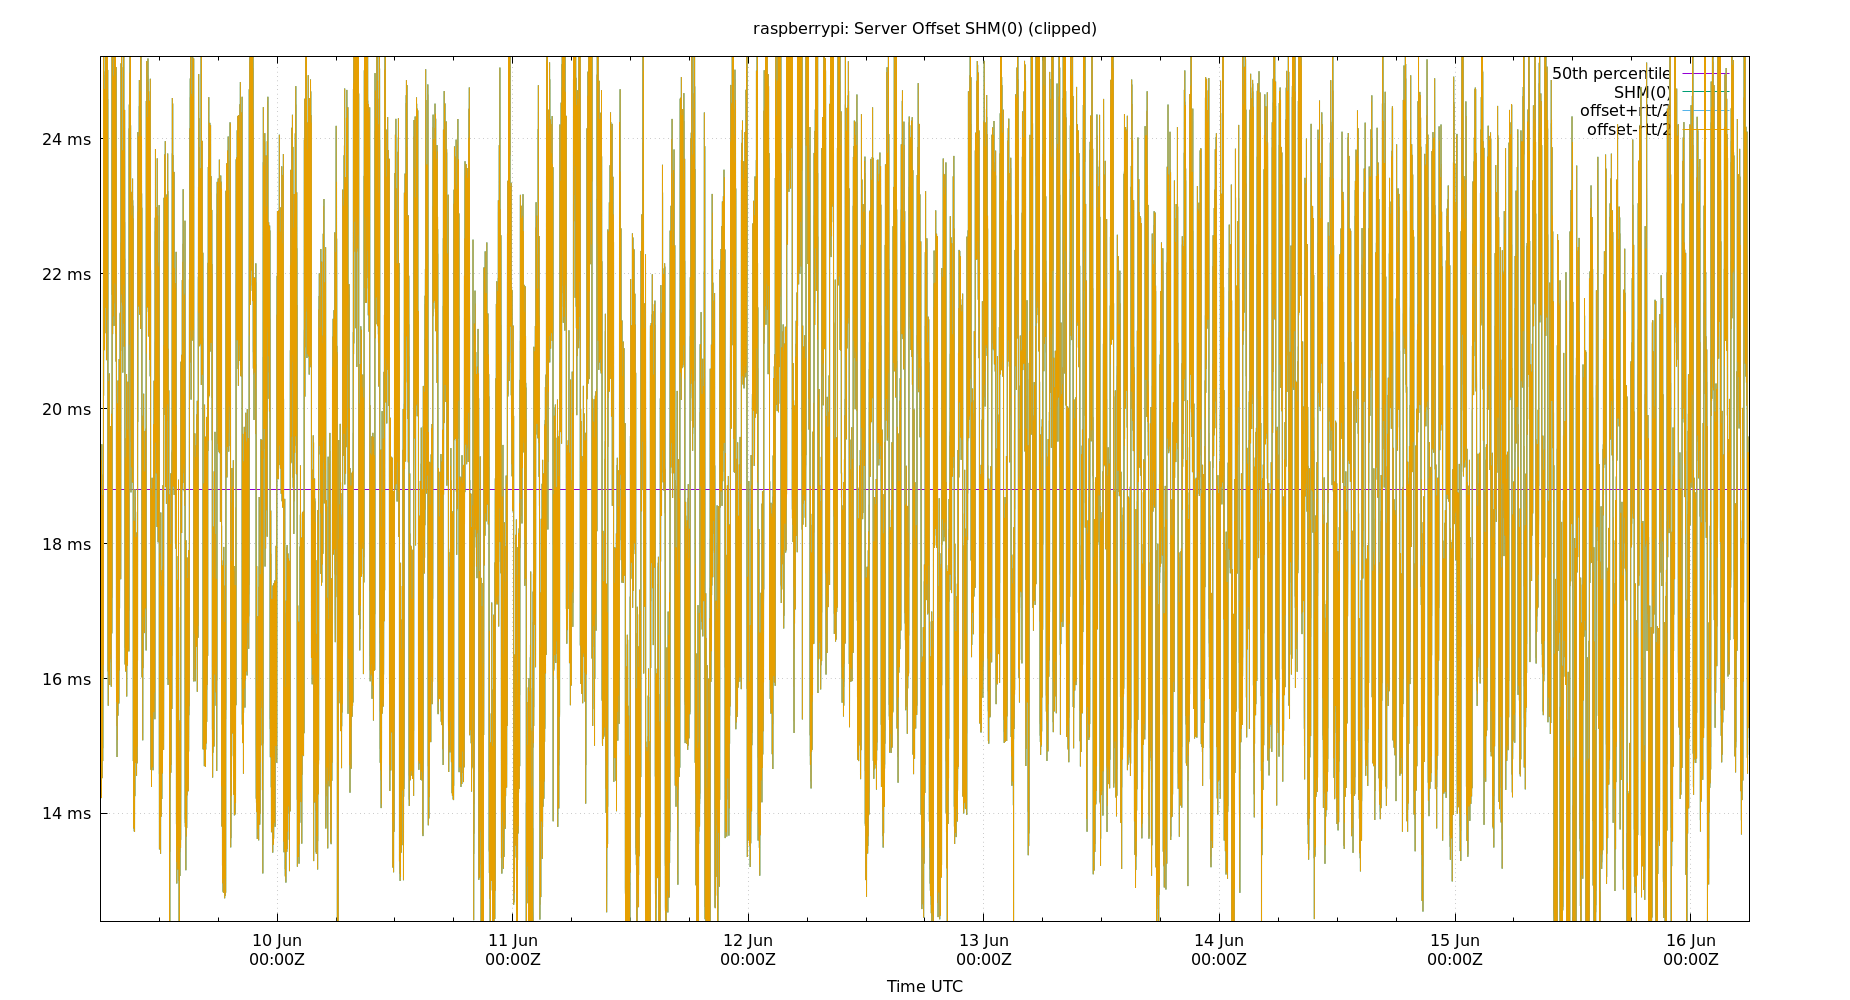 raspberrypi: Server Offset SHM(0) (clipped)
50th percentile
SHM(0)
offset+rtt/2
offset-rtt/2
24 ms
22 ms
20 ms
18 ms
16 ms
14 ms
10 Jun 11 Jun 12 Jun 13 Jun 14 Jun 15 Jun 16 Jun
00:00Z 00:00Z 00:00Z 00:00Z 00:00Z 00:00Z 00:00Z
Time UTC